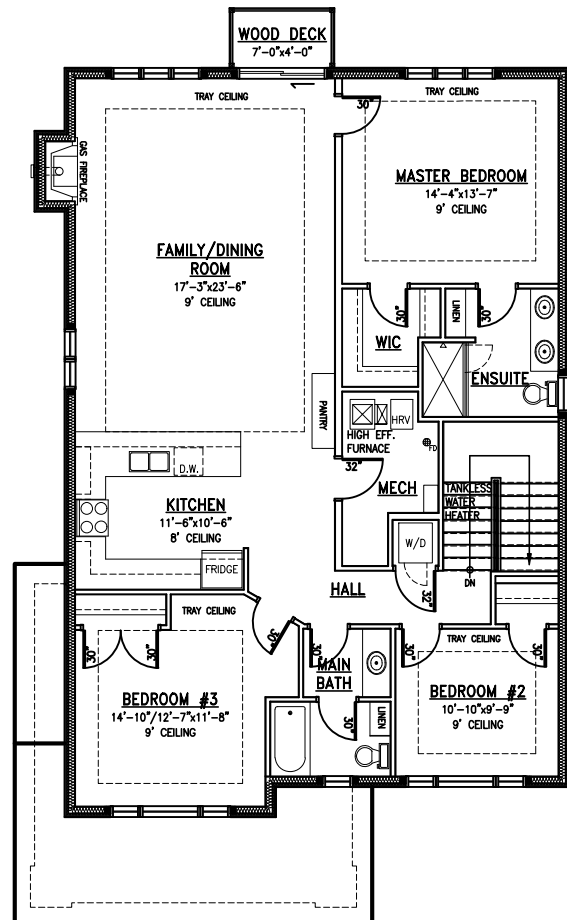 WOOD DECK
7'-0"x4'-0"
TRAY CEILING
TRAY CEILING
30"
GAS FIREPLACE
MASTER BEDROOM
14'-4"x13'-7"
9' CEILING
FAMILY/DINING
ROOM
17'-3"x23'-6"
9' CEILING
30"
LINEN
30"
WIC
ENSUITE
PANTRY
HRV
HIGH EFF.
FURNACE
FD
32"
MECH
D.W.
TANKLESS
WATER
HEATER
KITCHEN
11'-6"x10'-6"
8' CEILING
W/D
FRIDGE
DN
HALL
32"
TRAY CEILING
TRAY CEILING
30"
30"
30"
30"
30"
30"
MAIN
BATH
BEDROOM #3
14'-10"/12'-7"x11'-8"
9' CEILING
BEDROOM #2
10'-10"x9'-9"
9' CEILING
LINEN
30"